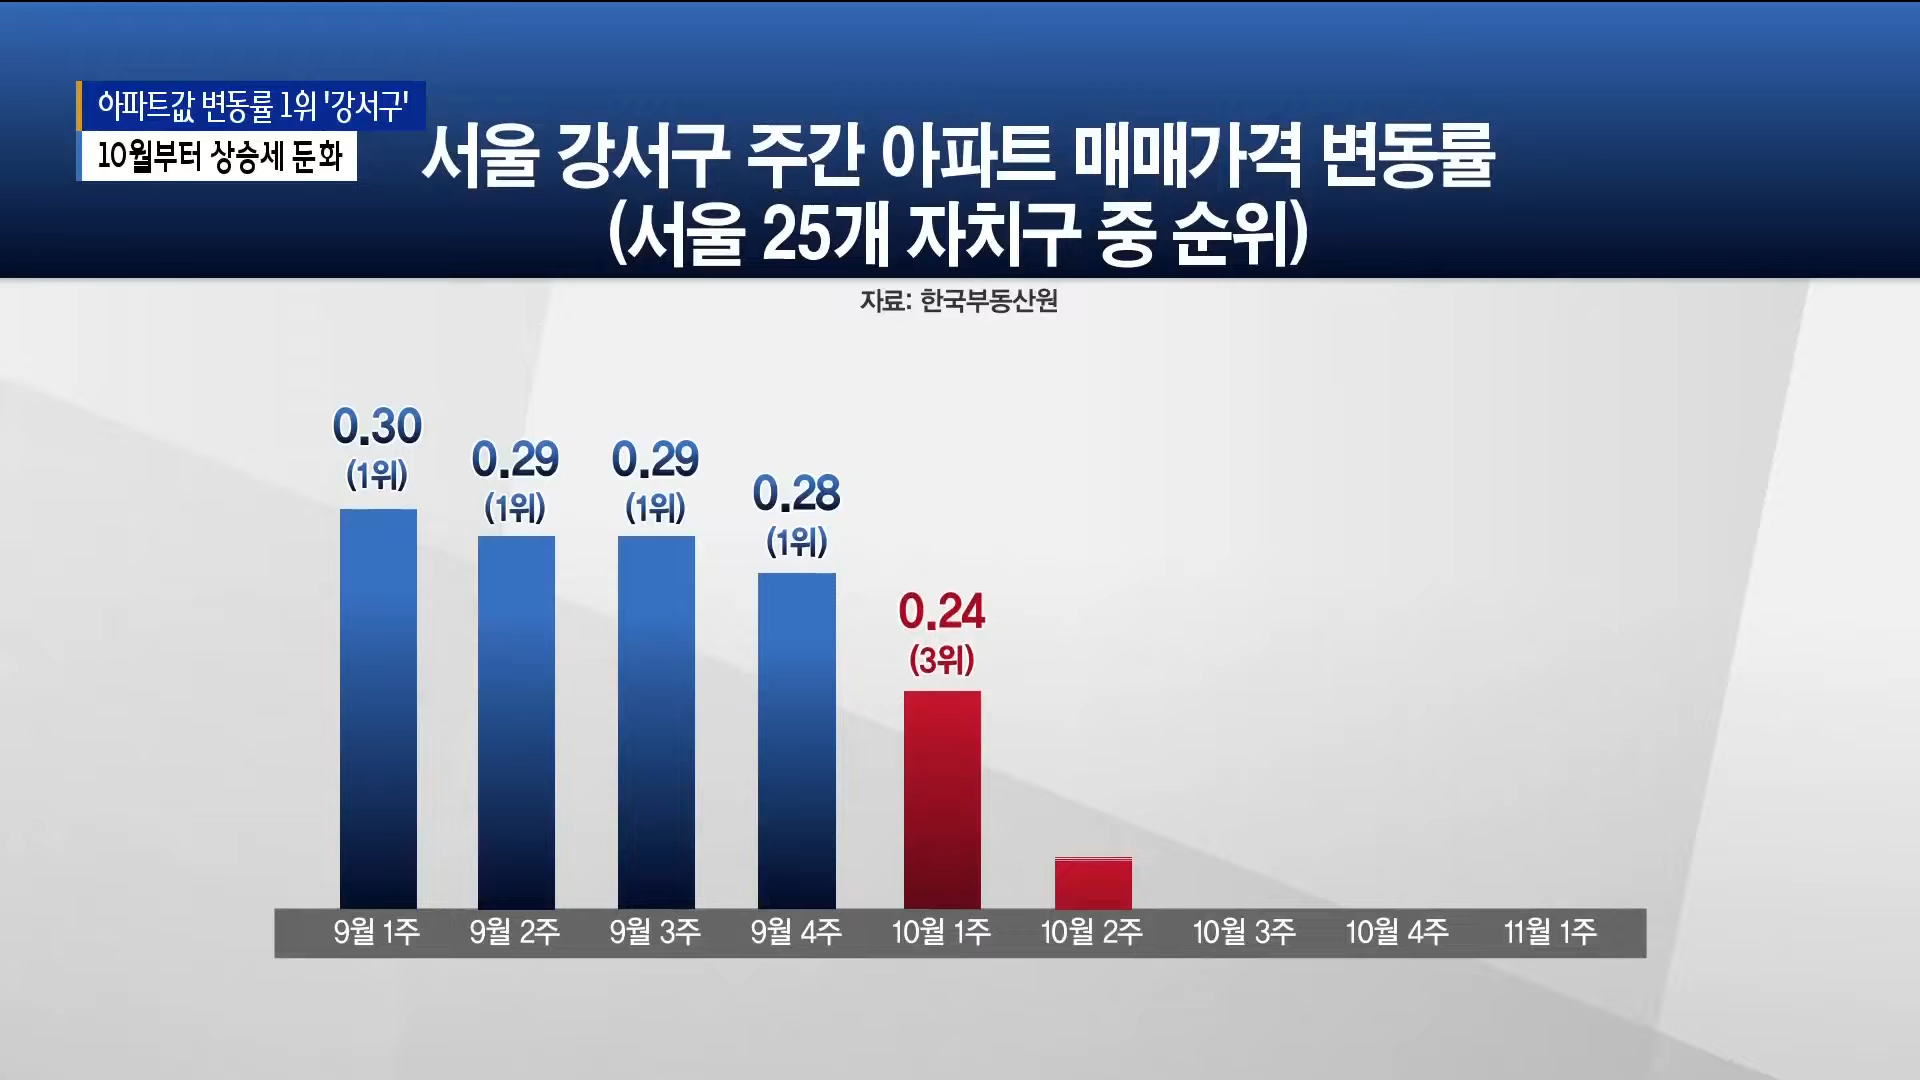 아파트값 변동률 1위 '강서구'
10월부터 상승세 둔화
서울 강서구 주간 아파트 매매가격 변동률
(서울 25개 자치구 중 순위)
자료: 한국부동산원
0.30
(1위)
0.29
(1위)
0.29
(1위)
0.28
(1위)
0.24
(3위)
9월 1주 9월 2주 9월 3주 9월 4주 10월 1주 10월 2주 10월 3주 10월 4주 11월 1주